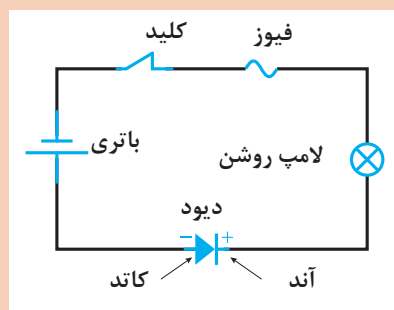 کلید
فیوز
باتری
لامپ روشن
دیود
− +
کاتد
آند